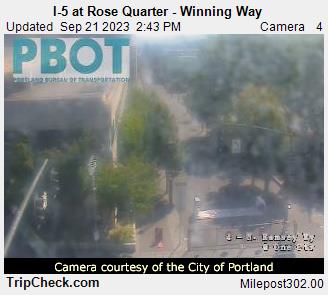 I-5 at Rose Quarter - Winning Way
Updated Sep 21 2023 2:43 PM Camera 4
PBOT
PORTLAND BUREAU OF TRANSPORTATION
Camera courtesy of the City of Portland
TripCheck.com Milepost302.00